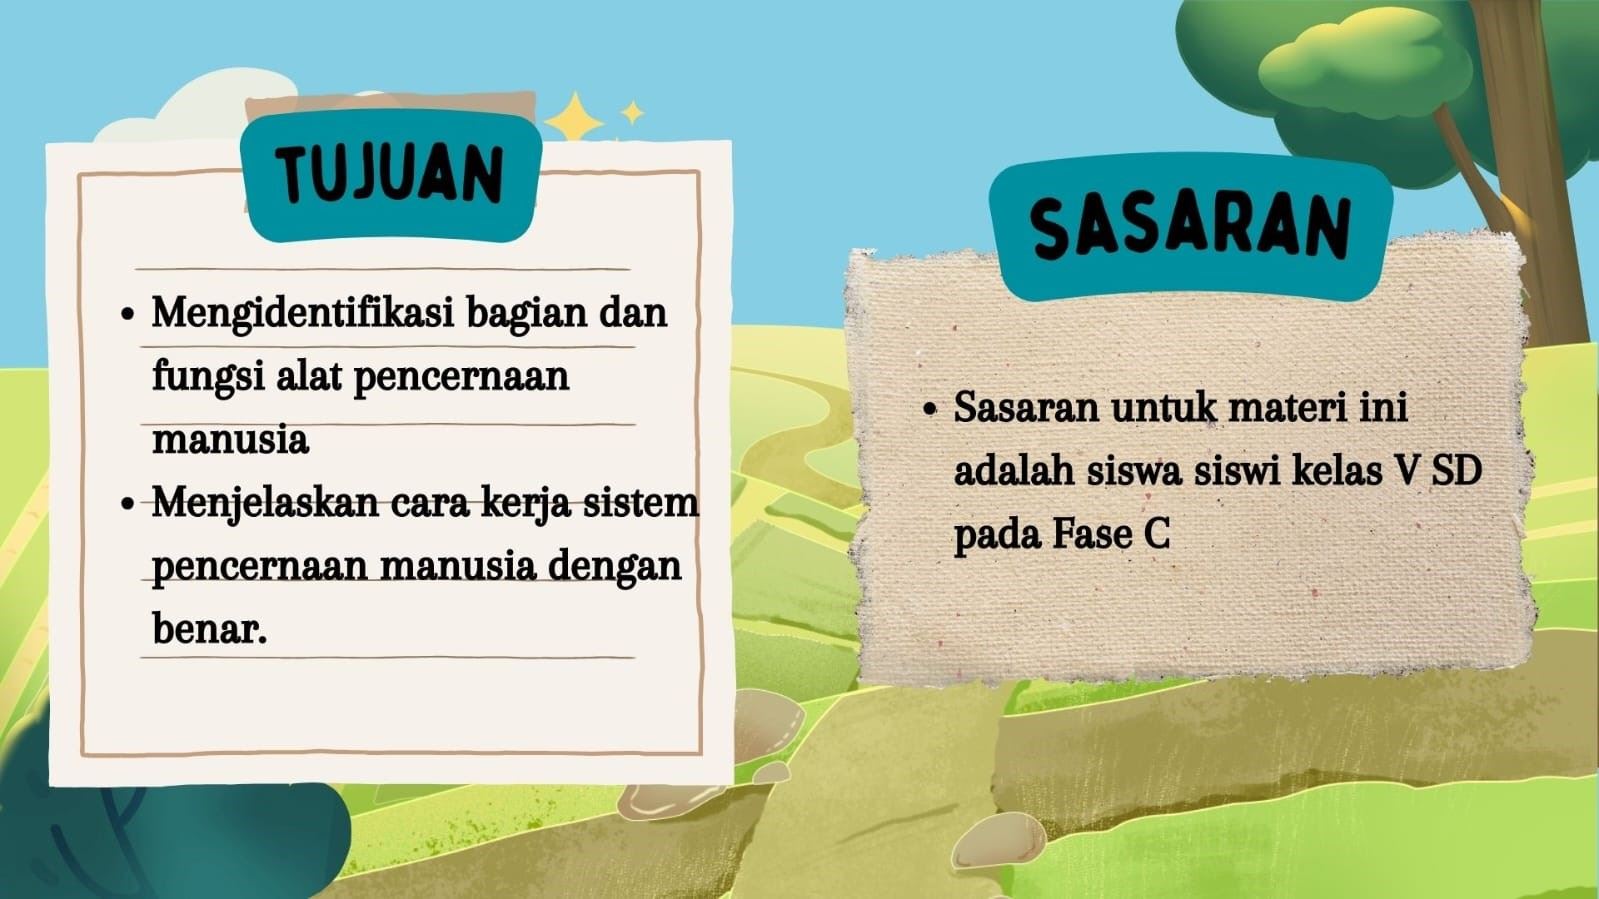 TUJUAN
• Mengidentifikasi bagian dan
fungsi alat pencernaan
manusia
• Menjelaskan cara kerja sistem
pencernaan manusia dengan
benar.
SASARAN
• Sasaran untuk materi ini
adalah siswa siswi kelas V SD
pada Fase C